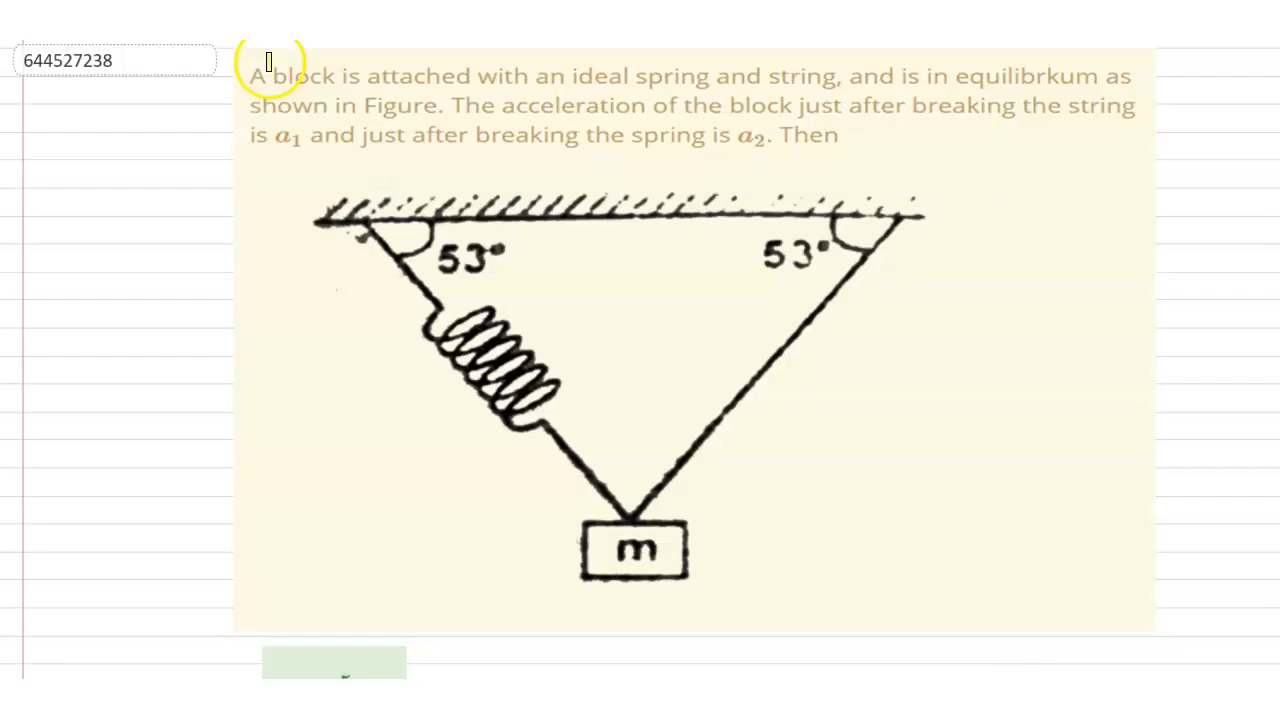 644527238
A block is attached with an ideal spring and string, and is in equilibrkum as
shown in Figure. The acceleration of the block just after breaking the string
is a₁ and just after breaking the spring is a₂. Then
53° 53°
m